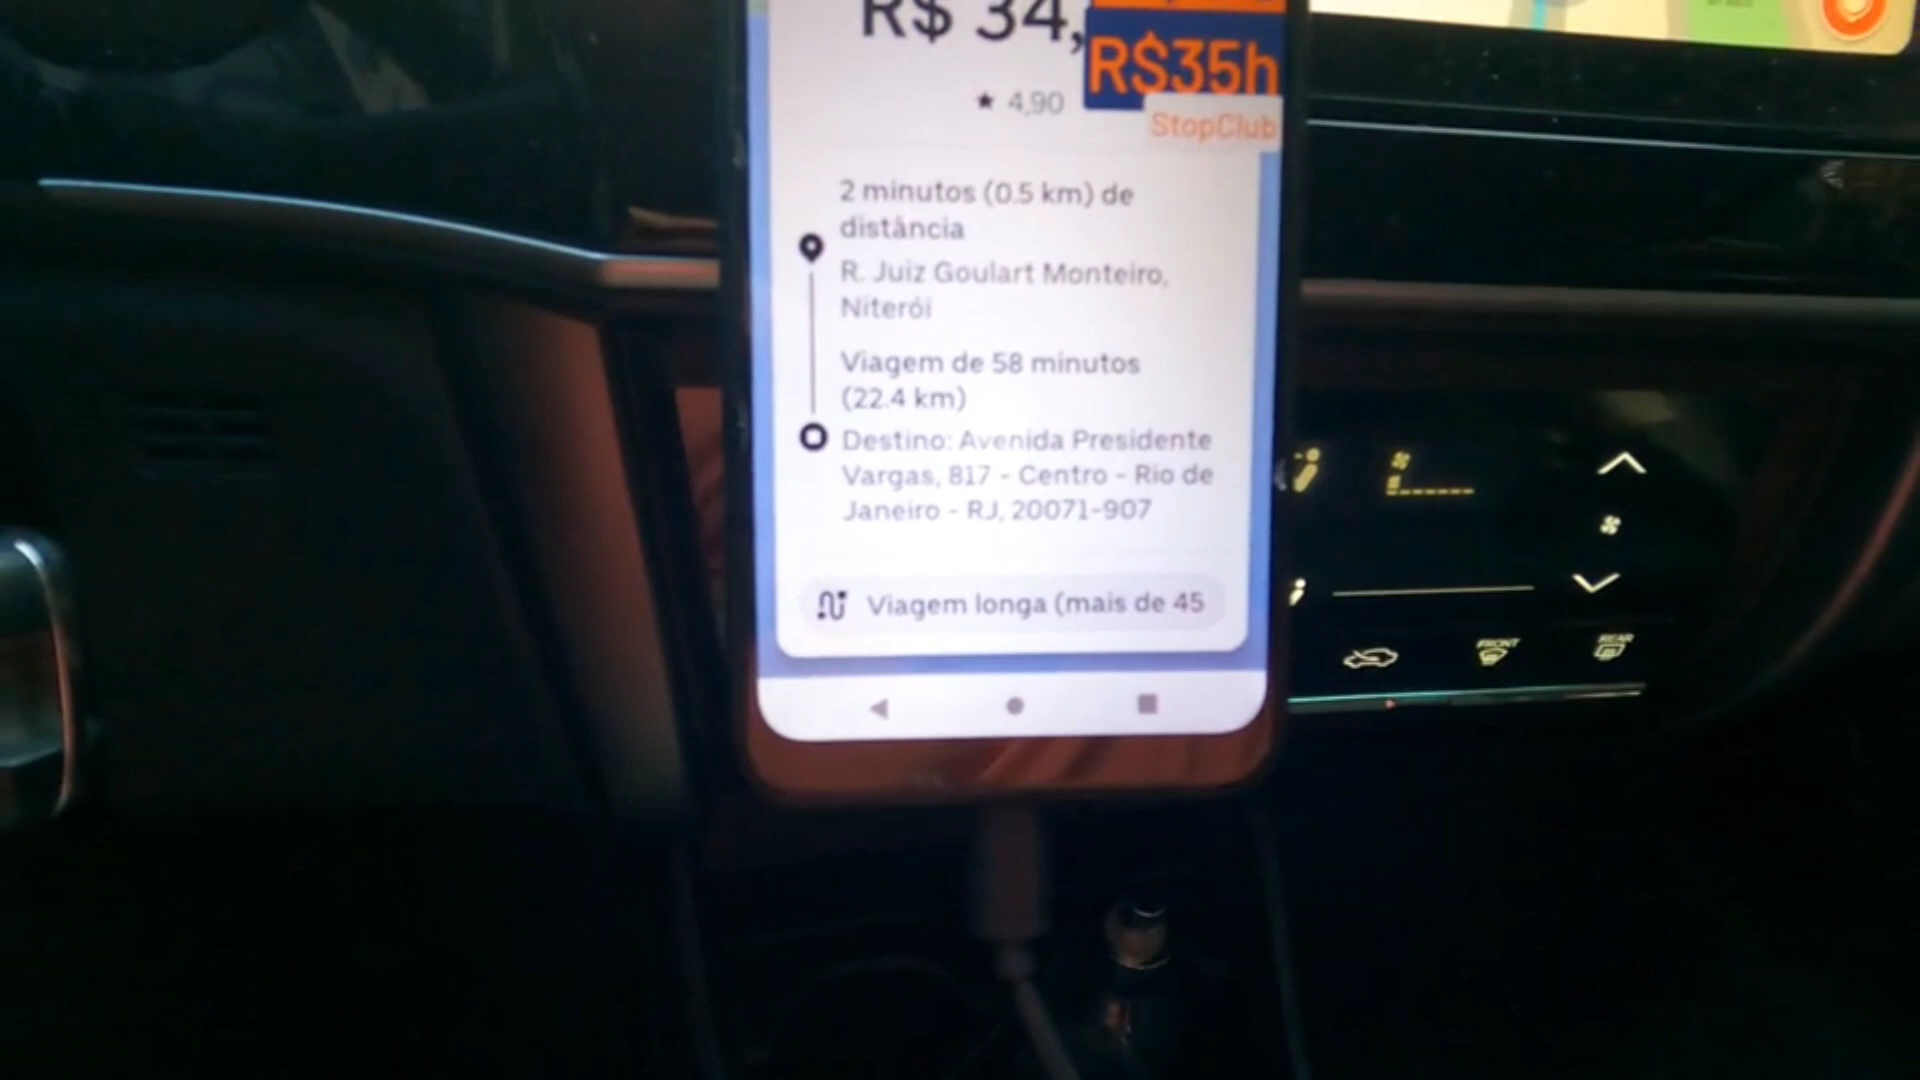 R$ 34,
R$35h
★ 4,90
StopClub
2 minutos (0.5 km) de
distância
R. Juiz Goulart Monteiro,
Niterói
Viagem de 58 minutos
(22.4 km)
Destino: Avenida Presidente
Vargas, 817 - Centro - Rio de
Janeiro - RJ, 20071-907
Viagem longa (mais de 45
FRONT
REAR